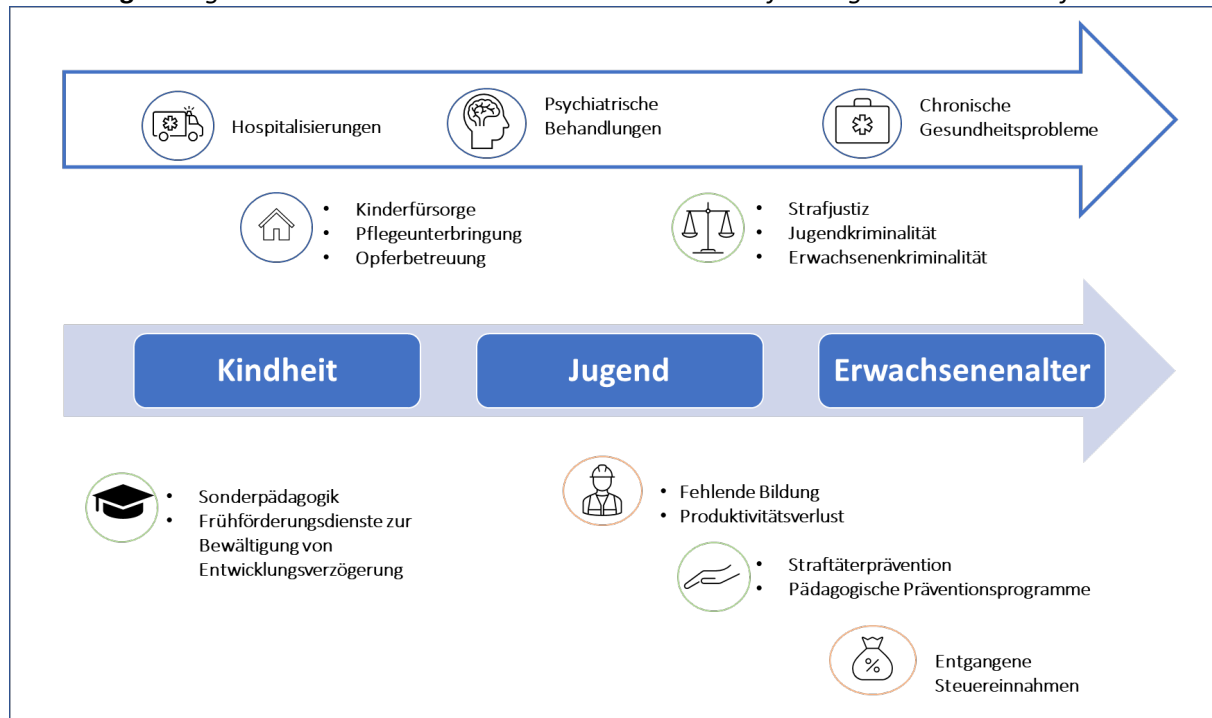 Hospitalisierungen
Psychiatrische
Behandlungen
Chronische
Gesundheitsprobleme
• Kinderfürsorge
• Pflegeunterbringung
• Opferbetreuung
• Strafjustiz
• Jugendkriminalität
• Erwachsenenkriminalität
Kindheit
Jugend
Erwachsenenalter
• Sonderpädagogik
• Frühförderungsdienste zur
Bewältigung von
Entwicklungsverzögerung
• Fehlende Bildung
• Produktivitätsverlust
• Straftäterprävention
• Pädagogische Präventionsprogramme
%
Entgangene
Steuereinnahmen